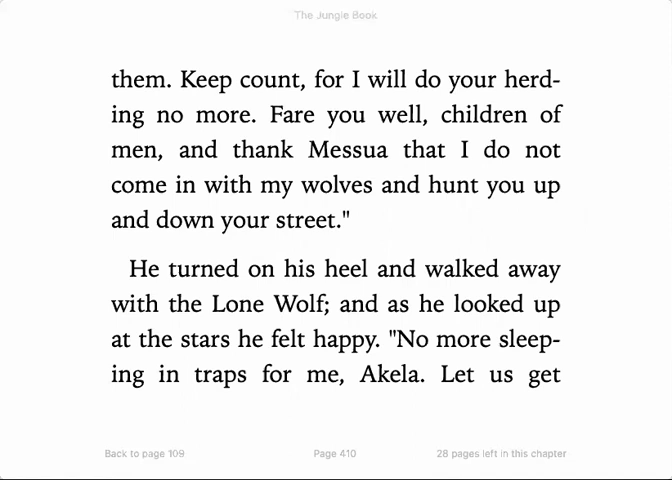 The Jungle Book
them. Keep count, for I will do your herd-
ing no more. Fare you well, children of
men, and thank Messua that I do not
come in with my wolves and hunt you up
and down your street."
He turned on his heel and walked away
with the Lone Wolf; and as he looked up
at the stars he felt happy. "No more sleep-
ing in traps for me, Akela. Let us get
Back to page 109
Page 410
28 pages left in this chapter